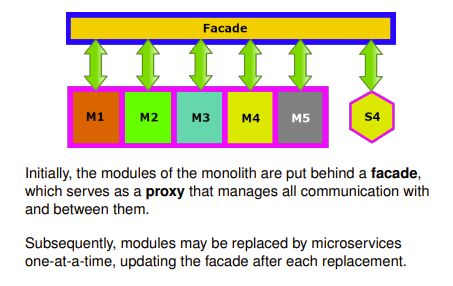 Facade
M1 M2 M3 M4 M5 S4
Initially, the modules of the monolith are put behind a facade,
which serves as a proxy that manages all communication with
and between them.
Subsequently, modules may be replaced by microservices
one-at-a-time, updating the facade after each replacement.